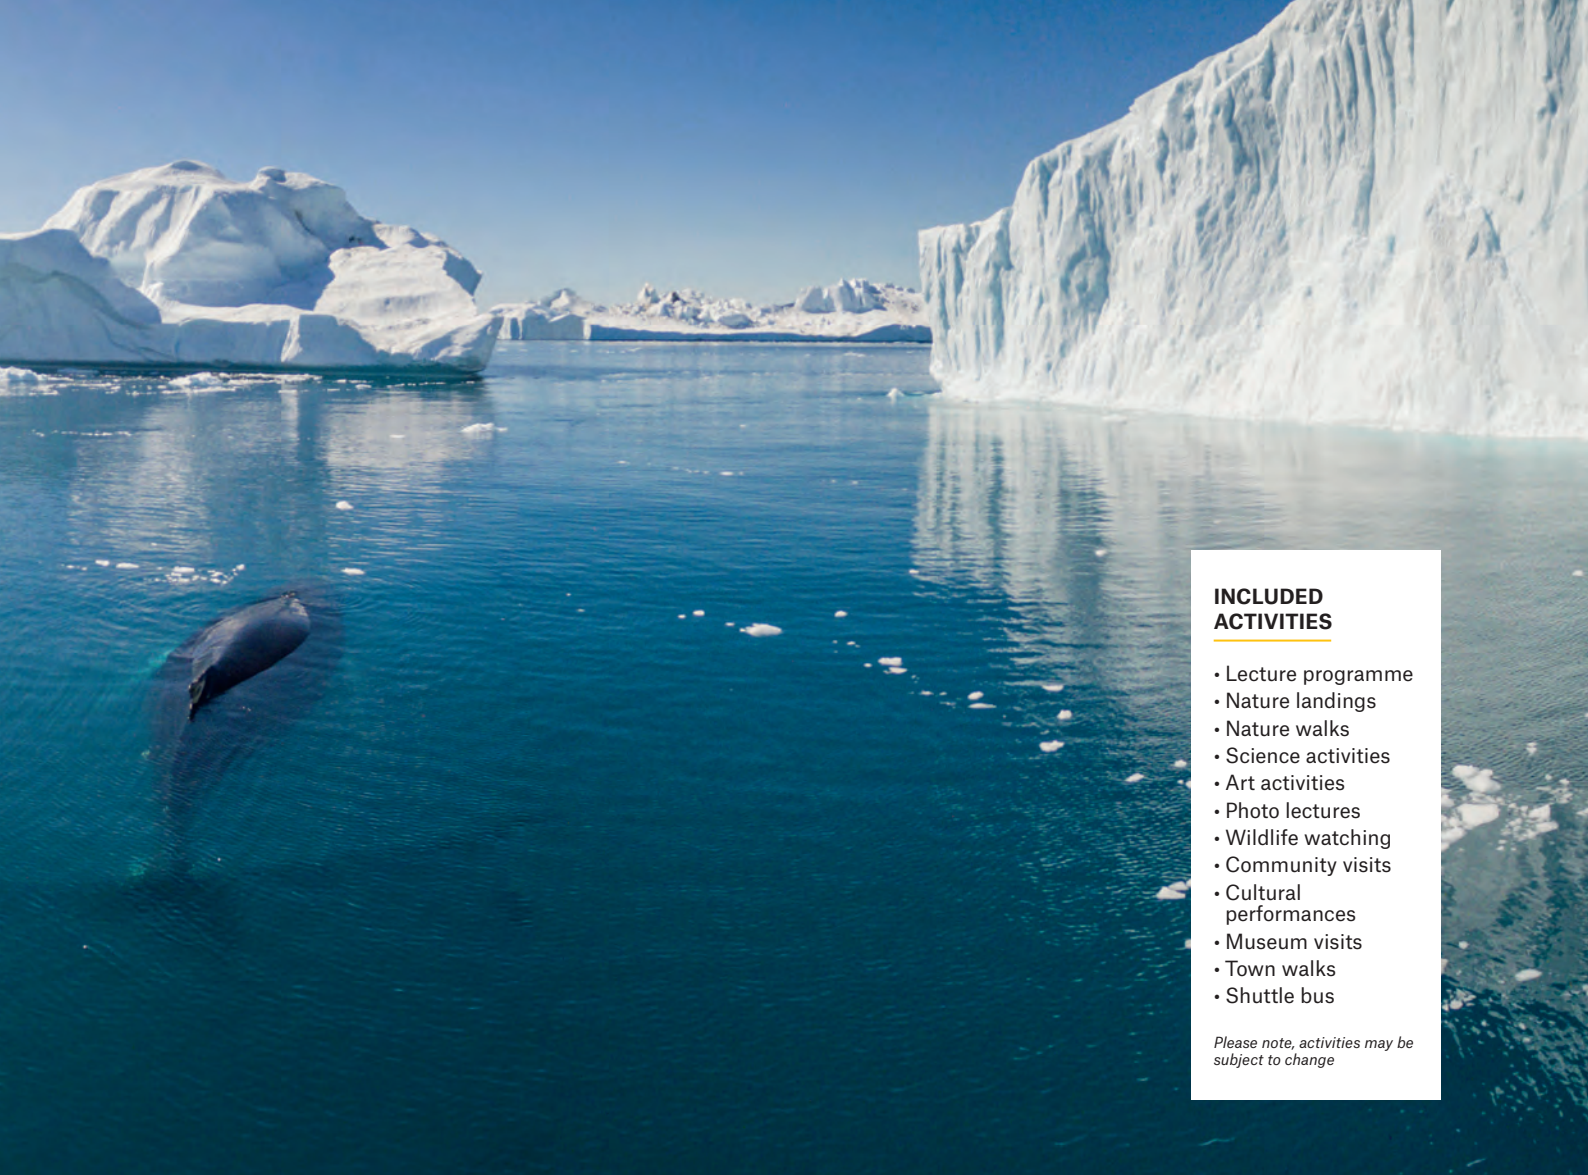 INCLUDED
ACTIVITIES
• Lecture programme
• Nature landings
• Nature walks
• Science activities
• Art activities
• Photo lectures
• Wildlife watching
• Community visits
• Cultural
performances
• Museum visits
• Town walks
• Shuttle bus
Please note, activities may be
subject to change